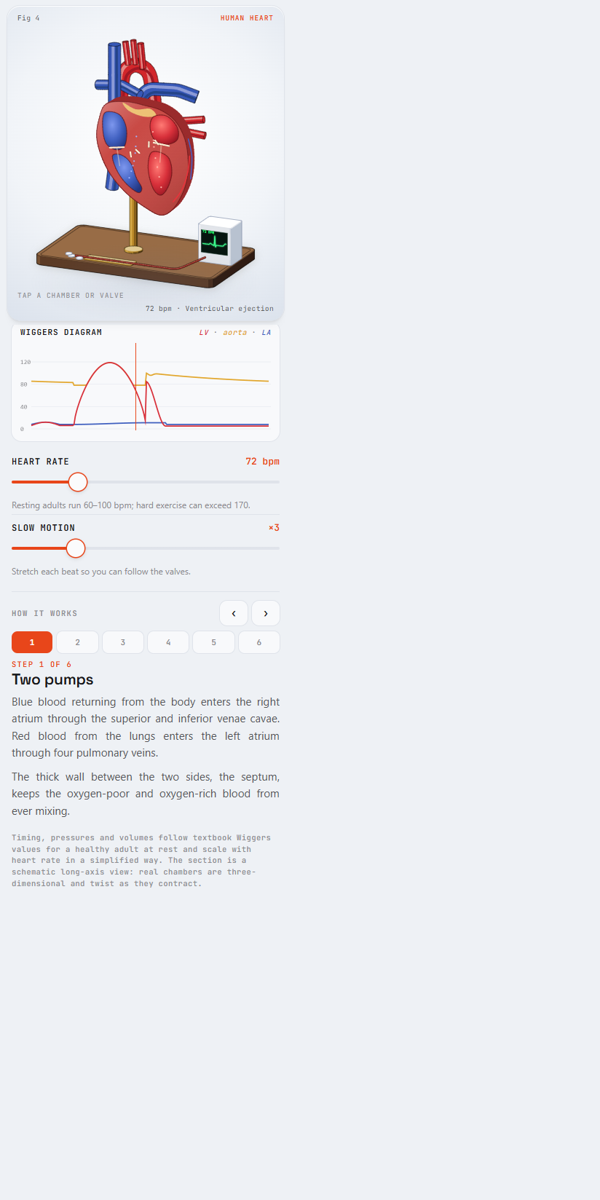 Fig 4
HUMAN HEART
TAP A CHAMBER OR VALVE
72 bpm · Ventricular ejection
WIGGERS DIAGRAM
LV · aorta · LA
120
80
40
0
HEART RATE
72 bpm
Resting adults run 60–100 bpm; hard exercise can exceed 170.
SLOW MOTION
×3
Stretch each beat so you can follow the valves.
HOW IT WORKS
‹ ›
1 2 3 4 5 6
STEP 1 OF 6
Two pumps
Blue blood returning from the body enters the right
atrium through the superior and inferior venae cavae.
Red blood from the lungs enters the left atrium
through four pulmonary veins.
The thick wall between the two sides, the septum,
keeps the oxygen-poor and oxygen-rich blood from
ever mixing.
Timing, pressures and volumes follow textbook Wiggers
values for a healthy adult at rest and scale with
heart rate in a simplified way. The section is a
schematic long-axis view: real chambers are three-
dimensional and twist as they contract.